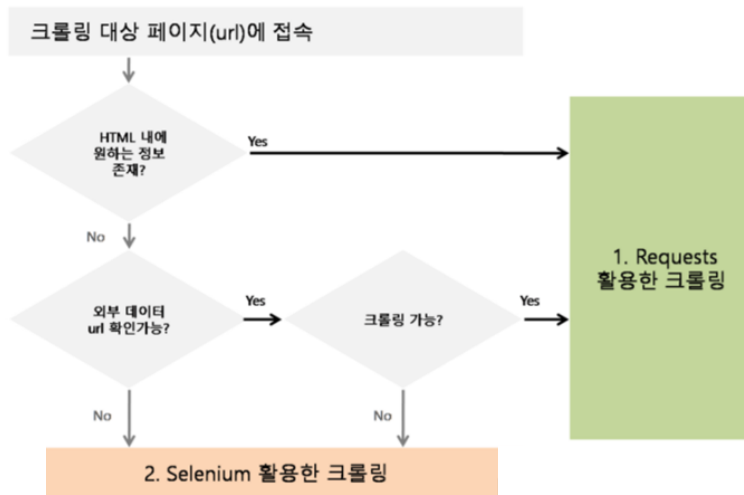 크롤링 대상 페이지(url)에 접속
HTML 내에
원하는 정보
존재?
Yes
No
외부 데이터
url 확인가능?
Yes
크롤링 가능?
Yes
1. Requests
활용한 크롤링
No
No
2. Selenium 활용한 크롤링